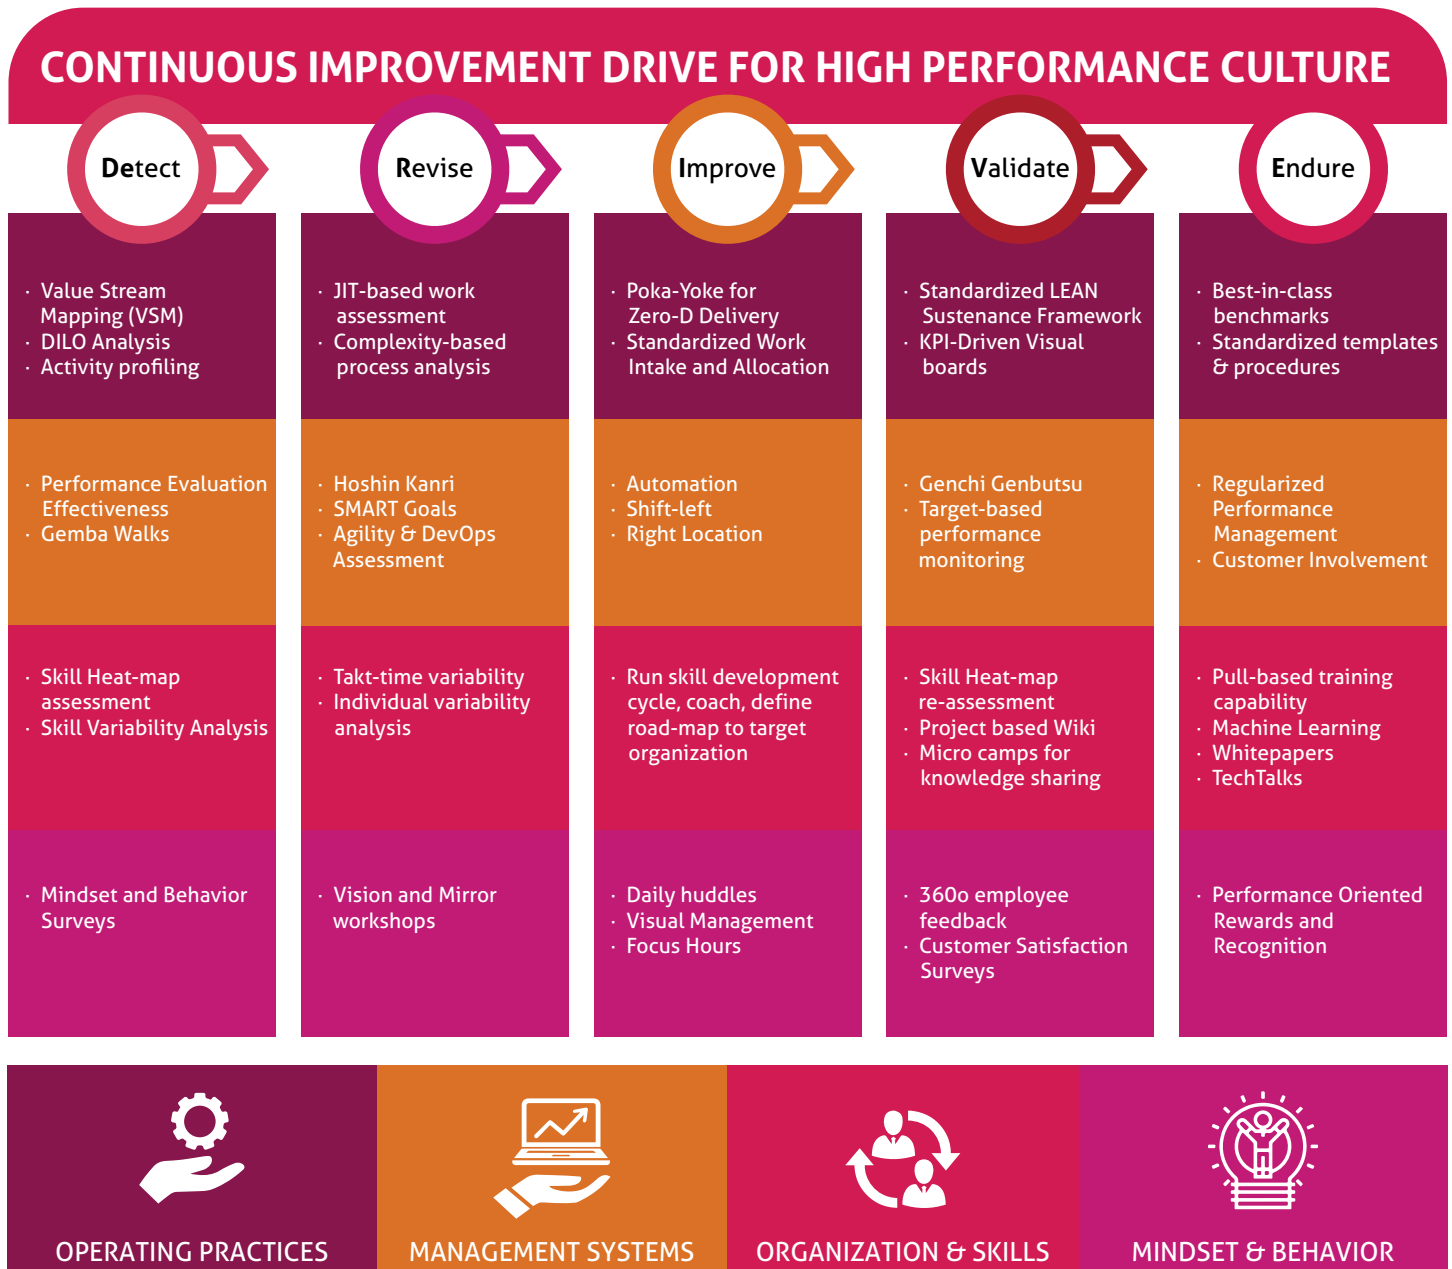 CONTINUOUS IMPROVEMENT DRIVE FOR HIGH PERFORMANCE CULTURE
Detect
Revise
Improve
Validate
Endure
· Value Stream
Mapping (VSM)
· DILO Analysis
· Activity profiling
· JIT-based work
assessment
· Complexity-based
process analysis
· Poka-Yoke for
Zero-D Delivery
· Standardized Work
Intake and Allocation
· Standardized LEAN
Sustenance Framework
· KPI-Driven Visual
boards
· Best-in-class
benchmarks
· Standardized templates
& procedures
· Performance Evaluation
Effectiveness
· Gemba Walks
· Hoshin Kanri
· SMART Goals
· Agility & DevOps
Assessment
· Automation
· Shift-left
· Right Location
· Genchi Genbutsu
· Target-based
performance
monitoring
· Regularized
Performance
Management
· Customer Involvement
· Skill Heat-map
assessment
· Skill Variability Analysis
· Takt-time variability
· Individual variability
analysis
· Run skill development
cycle, coach, define
road-map to target
organization
· Skill Heat-map
re-assessment
· Project based Wiki
· Micro camps for
knowledge sharing
· Pull-based training
capability
· Machine Learning
· Whitepapers
· TechTalks
· Mindset and Behavior
Surveys
· Vision and Mirror
workshops
· Daily huddles
· Visual Management
· Focus Hours
· 360o employee
feedback
· Customer Satisfaction
Surveys
· Performance Oriented
Rewards and
Recognition
OPERATING PRACTICES
MANAGEMENT SYSTEMS
ORGANIZATION & SKILLS
MINDSET & BEHAVIOR